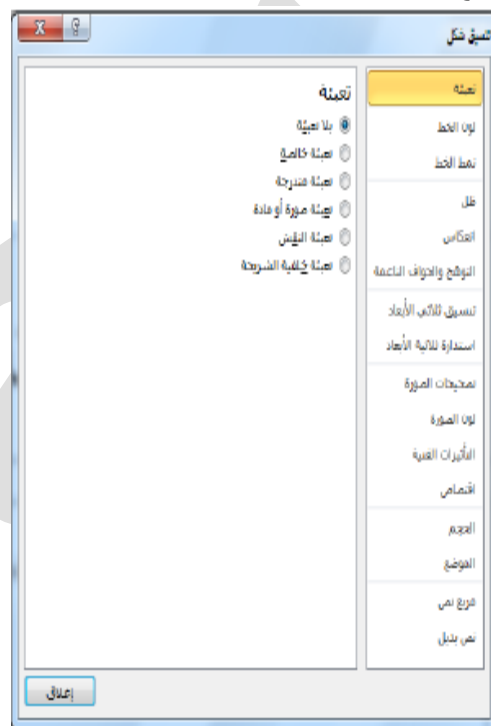 تنسيق شكل
تعبئة
لون الخط
نمط الخط
ظل
انعكاس
التوهج والحواف الناعمة
تنسيق ثلاثي الأبعاد
استدارة ثلاثية الأبعاد
تصحيحات الصورة
لون الصورة
التأثيرات الفنية
اقتصاص
الحجم
الموضع
مربع نص
نص بديل
تعبئة
بلا تعبئة
تعبئة خالصة
تعبئة متدرجة
تعبئة صورة أو مادة
تعبئة النقش
تعبئة خلفية الشريحة
إغلاق